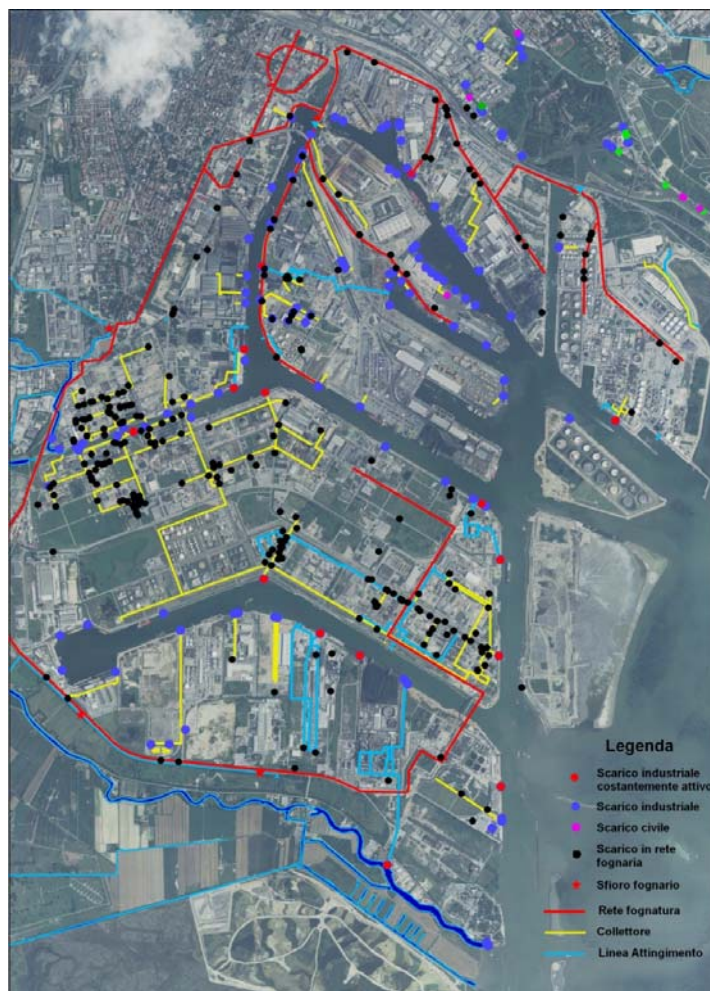 Legenda
Scarico industriale
costantemente attivo
Scarico industriale
Scarico civile
Scarico in rete
fognaria
Sfioro fognario
Rete fognatura
Collettore
Linea Attingimento